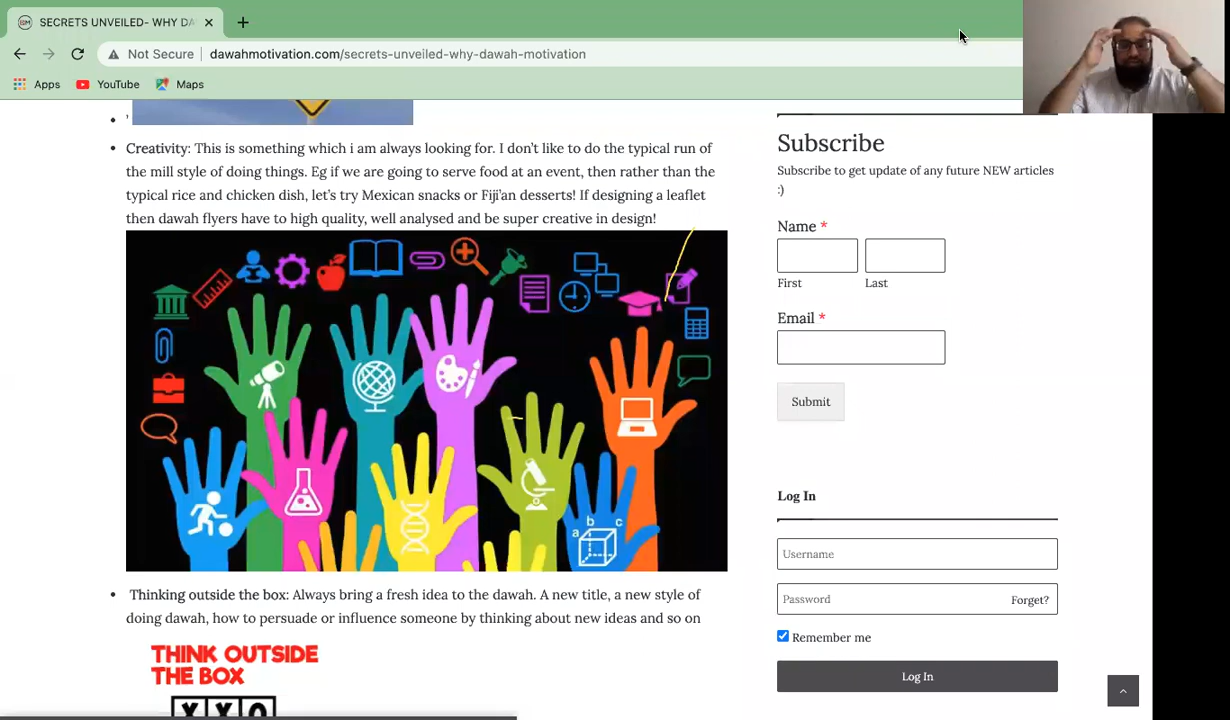 SECRETS UNVEILED- WHY DA
Not Secure
dawahmotivation.com/secrets-unveiled-why-dawah-motivation
Apps
YouTube
Maps
Creativity: This is something which i am always looking for. I don't like to do the typical run of
the mill style of doing things. Eg if we are going to serve food at an event, then rather than the
typical rice and chicken dish, let's try Mexican snacks or Fiji'an desserts! If designing a leaflet
then dawah flyers have to high quality, well analysed and be super creative in design!
a b c
Thinking outside the box: Always bring a fresh idea to the dawah. A new title, a new style of
doing dawah, how to persuade or influence someone by thinking about new ideas and so on
THINK OUTSIDE
THE BOX
XXO
Subscribe
Subscribe to get update of any future NEW articles
:)
Name *
First
Last
Email *
Submit
Log In
Username
Password
Forget?
Remember me
Log In